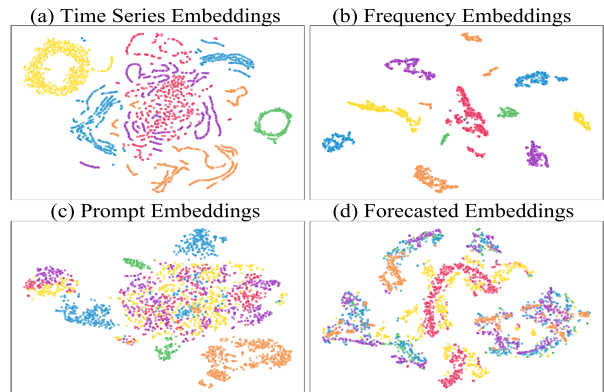 (a) Time Series Embeddings
(b) Frequency Embeddings
(c) Prompt Embeddings
(d) Forecasted Embeddings